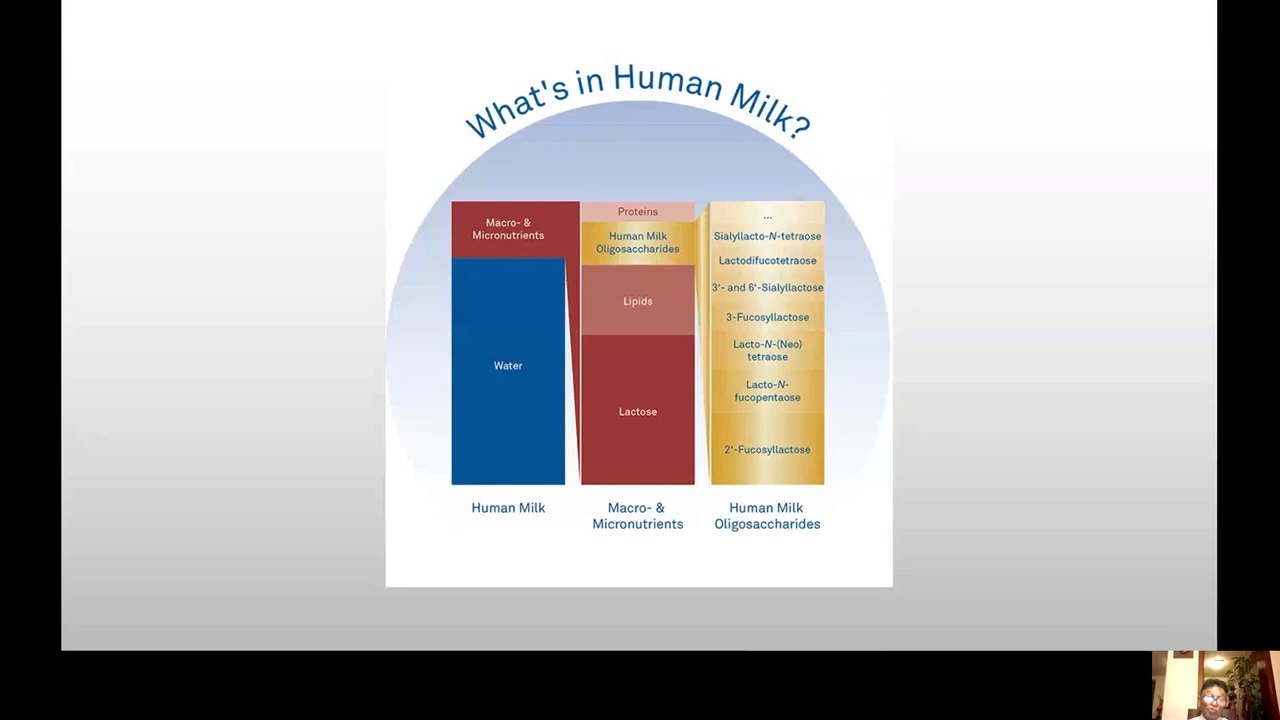 What's in Human Milk?
Macro- &
Micronutrients
Water
Human Milk
Proteins
Human Milk
Oligosaccharides
Lipids
Lactose
Macro- &
Micronutrients
...
Sialyllacto-N-tetraose
Lactodifucotetraose
3'- and 6'-Sialyllactose
3-Fucosyllactose
Lacto-N-(Neo)
tetraose
Lacto-N-
fucopentaose
2'-Fucosyllactose
Human Milk
Oligosaccharides